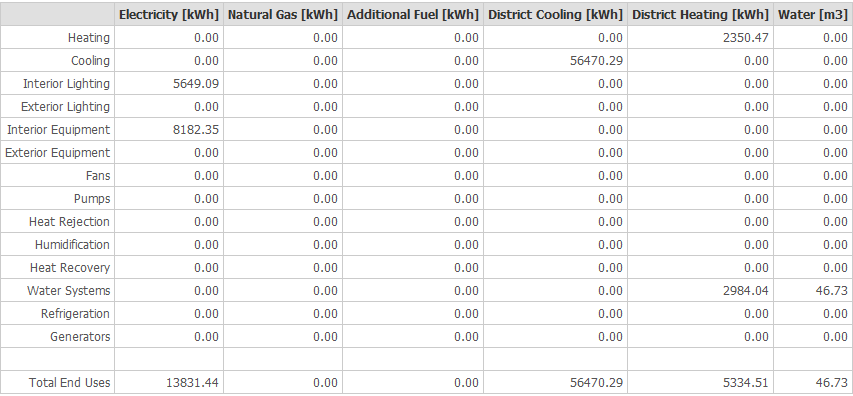 Electricity [kWh] Natural Gas [kWh] Additional Fuel [kWh] District Cooling [kWh] District Heating [kWh] Water [m3]
Heating 0.00 0.00 0.00 0.00 2350.47 0.00
Cooling 0.00 0.00 0.00 56470.29 0.00 0.00
Interior Lighting 5649.09 0.00 0.00 0.00 0.00 0.00
Exterior Lighting 0.00 0.00 0.00 0.00 0.00 0.00
Interior Equipment 8182.35 0.00 0.00 0.00 0.00 0.00
Exterior Equipment 0.00 0.00 0.00 0.00 0.00 0.00
Fans 0.00 0.00 0.00 0.00 0.00 0.00
Pumps 0.00 0.00 0.00 0.00 0.00 0.00
Heat Rejection 0.00 0.00 0.00 0.00 0.00 0.00
Humidification 0.00 0.00 0.00 0.00 0.00 0.00
Heat Recovery 0.00 0.00 0.00 0.00 0.00 0.00
Water Systems 0.00 0.00 0.00 0.00 2984.04 46.73
Refrigeration 0.00 0.00 0.00 0.00 0.00 0.00
Generators 0.00 0.00 0.00 0.00 0.00 0.00
Total End Uses 13831.44 0.00 0.00 56470.29 5334.51 46.73